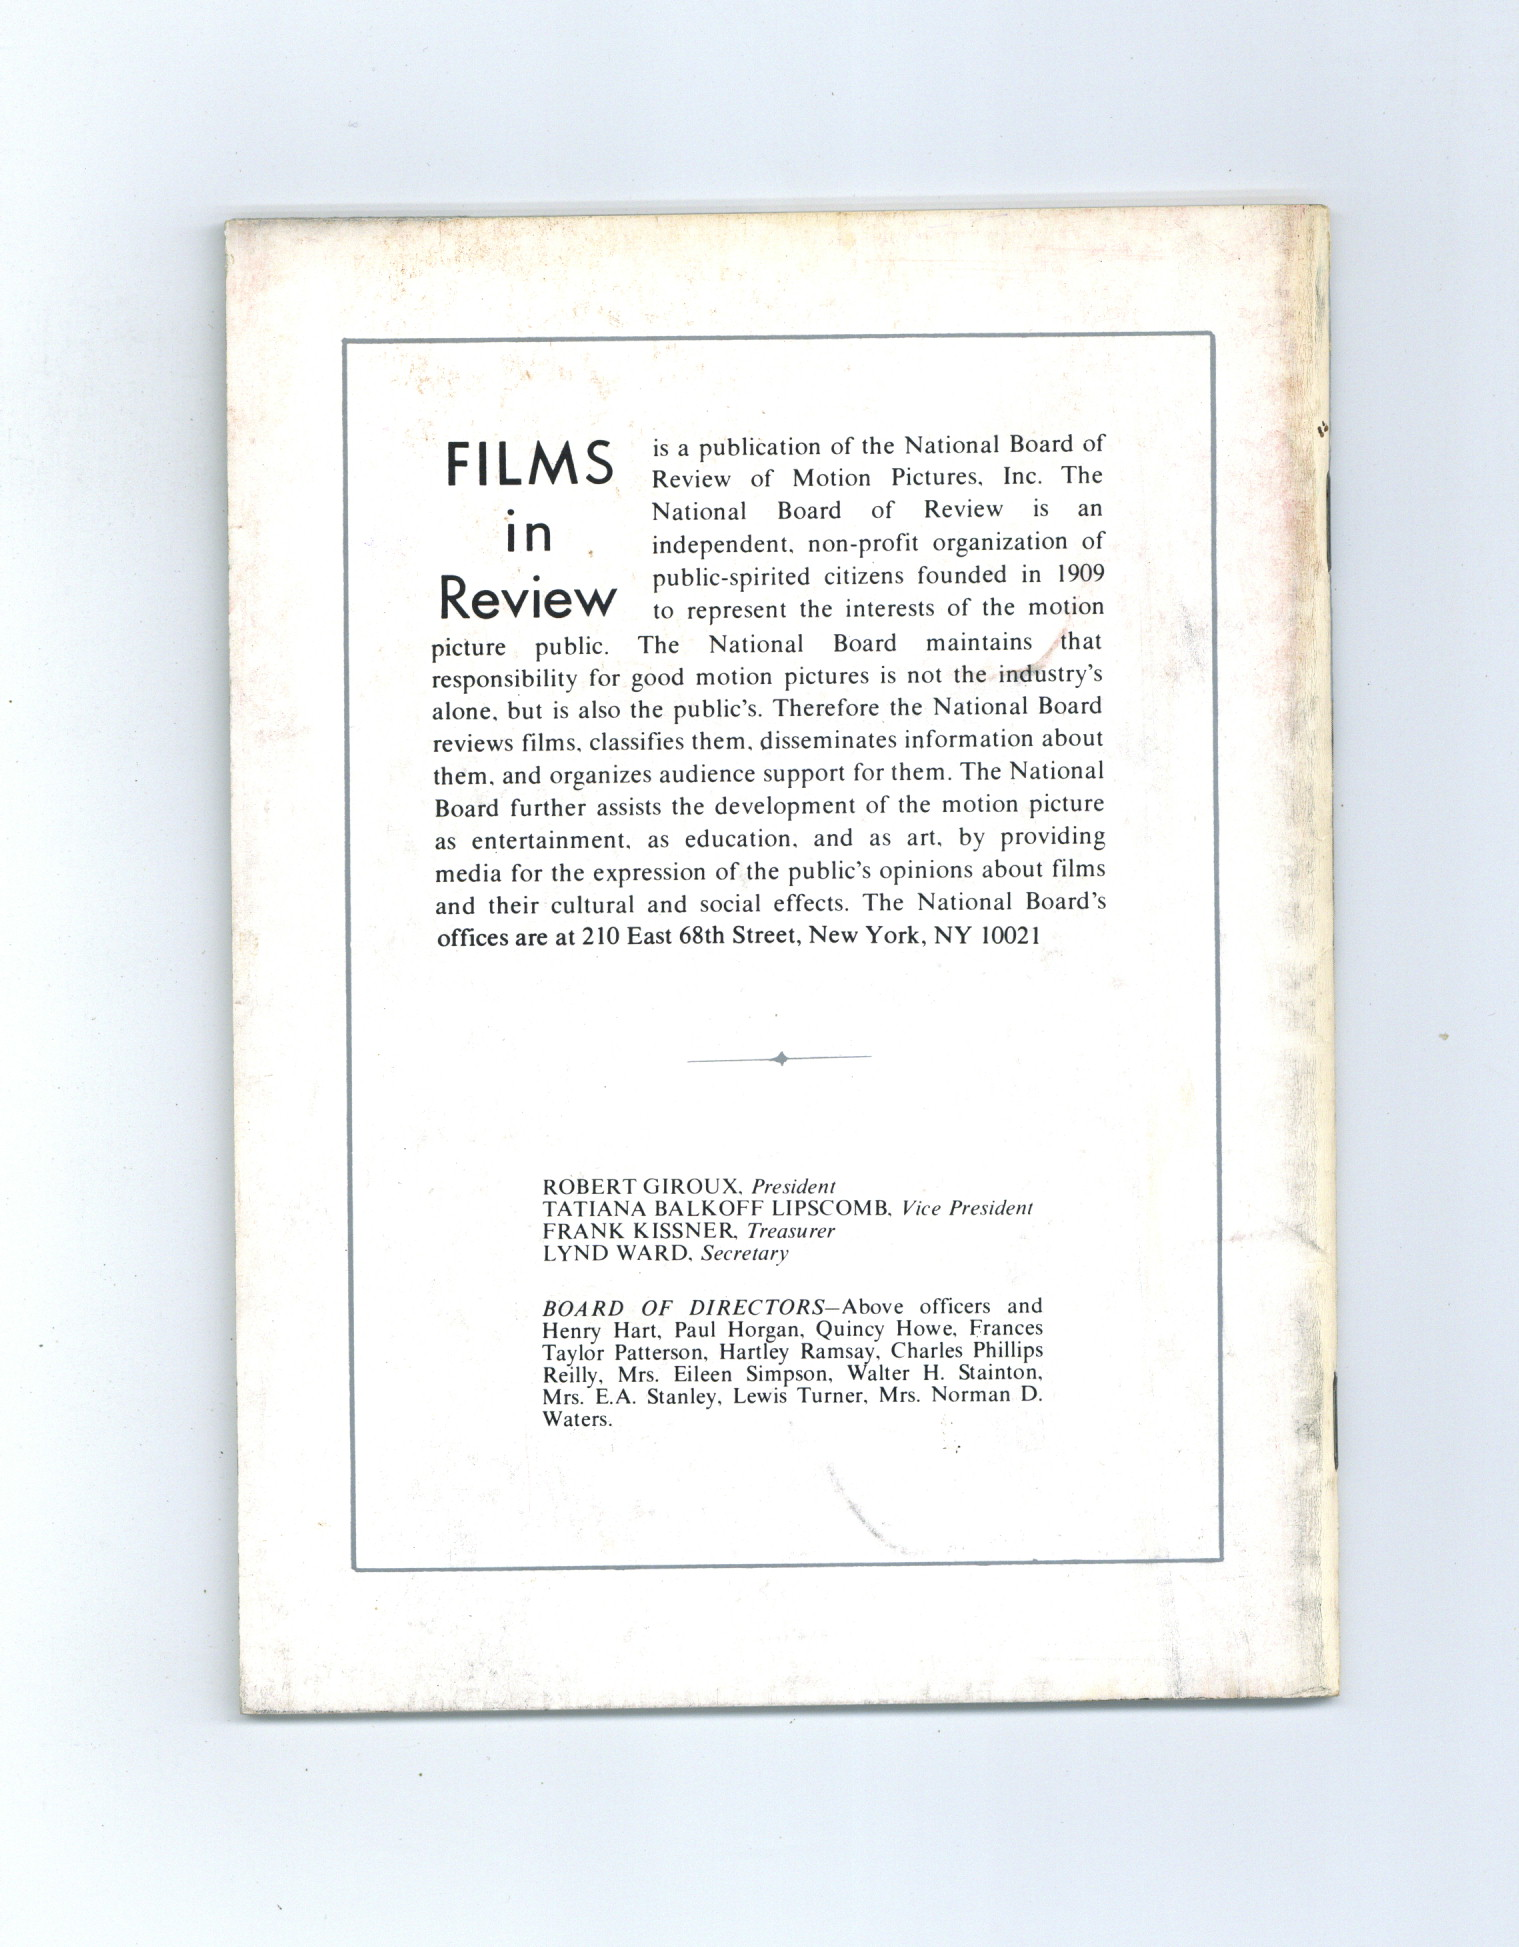 FILMS
in
Review
is a publication of the National Board of
Review of Motion Pictures, Inc. The
National Board of Review is an
independent, non-profit organization of
public-spirited citizens founded in 1909
to represent the interests of the motion
picture public. The National Board maintains that
responsibility for good motion pictures is not the industry's
alone, but is also the public's. Therefore the National Board
reviews films, classifies them, disseminates information about
them, and organizes audience support for them. The National
Board further assists the development of the motion picture
as entertainment, as education, and as art, by providing
media for the expression of the public's opinions about films
and their cultural and social effects. The National Board's
offices are at 210 East 68th Street, New York, NY 10021
ROBERT GIROUX, President
TATIANA BALKOFF LIPSCOMB, Vice President
FRANK KISSNER, Treasurer
LYND WARD, Secretary
BOARD OF DIRECTORS—Above officers and
Henry Hart, Paul Horgan, Quincy Howe, Frances
Taylor Patterson, Hartley Ramsay, Charles Phillips
Reilly, Mrs. Eileen Simpson, Walter H. Stainton,
Mrs. E.A. Stanley, Lewis Turner, Mrs. Norman D.
Waters.